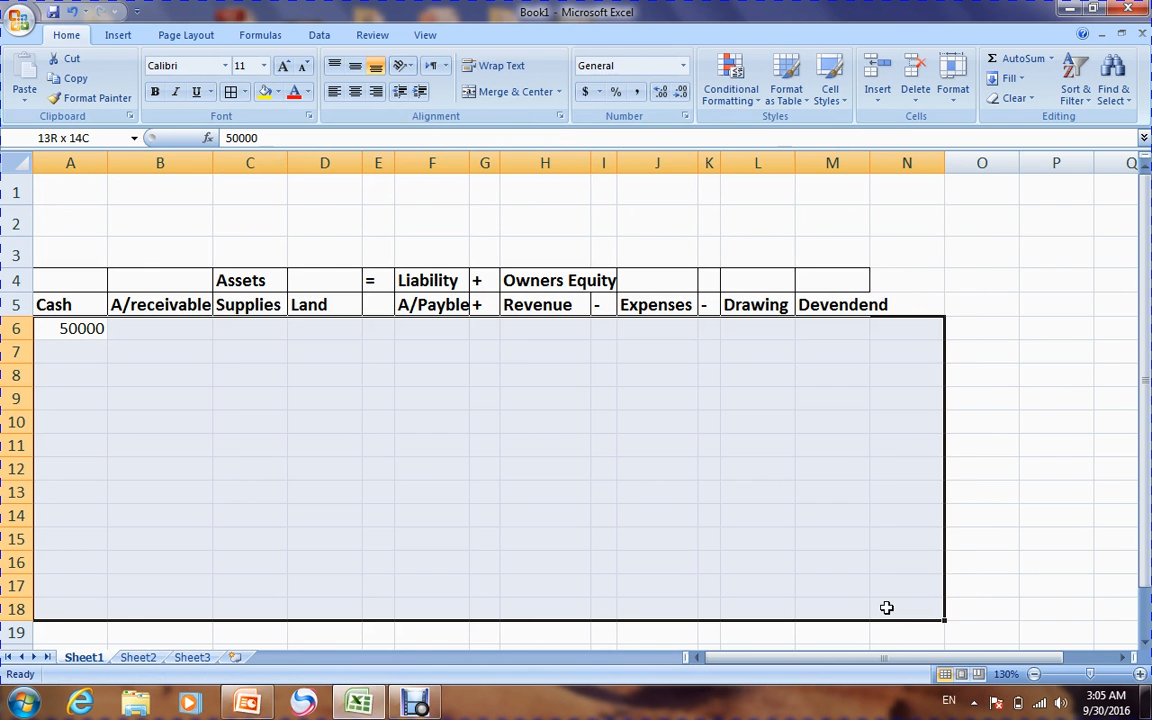 Book1 - Microsoft Excel
Home Insert Page Layout Formulas Data Review View
Paste
Cut
Copy
Format Painter
Clipboard
Calibri 11
B I U
Font
Wrap Text
Merge & Center
Alignment
General
$ % ,
Number
Conditional Formatting
Format as Table
Cell Styles
Styles
Insert
Delete
Format
Cells
AutoSum
Fill
Clear
Sort & Filter
Find & Select
Editing
13R x 14C fx 50000
A B C D E F G H I J K L M N O P Q
1
2
3
4 Assets = Liability + Owners Equity
5 Cash A/receivable Supplies Land A/Payble + Revenue - Expenses - Drawing Devendend
6 50000
7
8
9
10
11
12
13
14
15
16
17
18
19
Sheet1 Sheet2 Sheet3
Ready 130%
EN 3:05 AM
9/30/2016